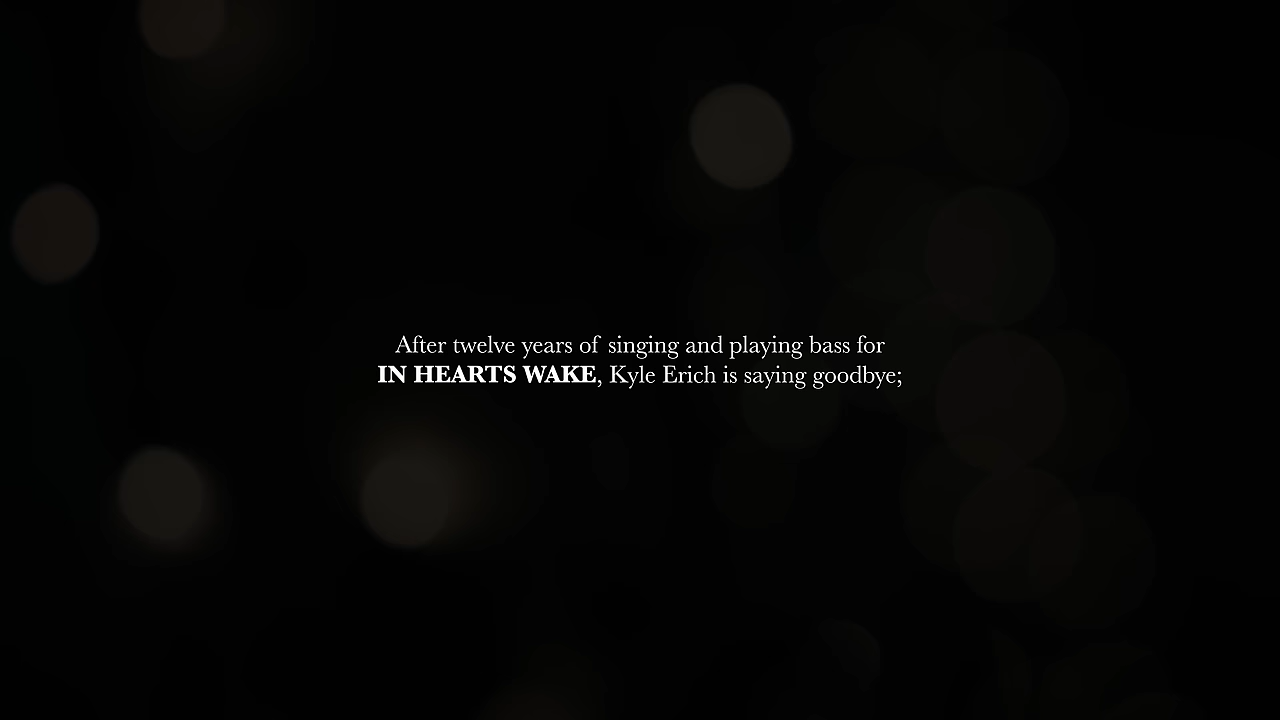 After twelve years of singing and playing bass for
IN HEARTS WAKE, Kyle Erich is saying goodbye;